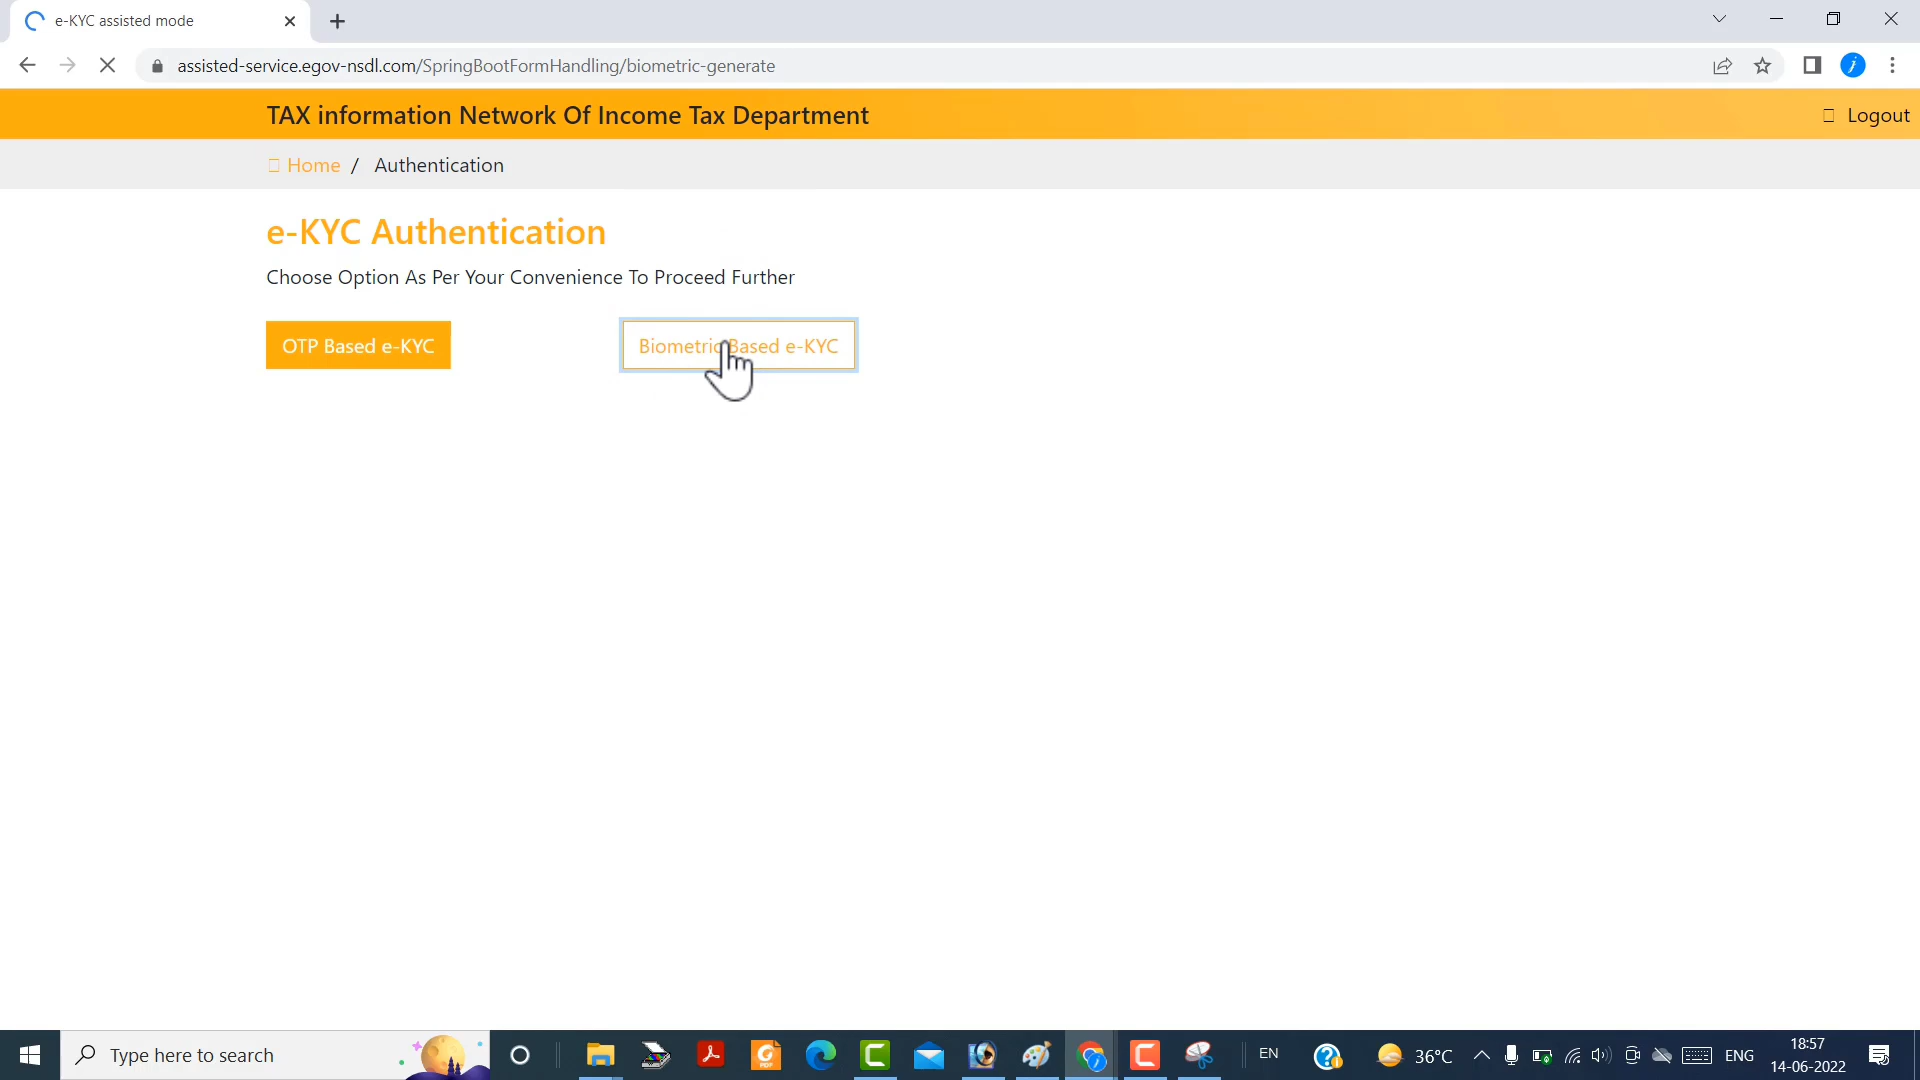 e-KYC assisted mode
assisted-service.egov-nsdl.com/SpringBootFormHandling/biometric-generate
TAX information Network Of Income Tax Department
Logout
Home / Authentication
e-KYC Authentication
Choose Option As Per Your Convenience To Proceed Further
OTP Based e-KYC
Biometric Based e-KYC
Type here to search
EN
36°C
ENG
18:57
14-06-2022